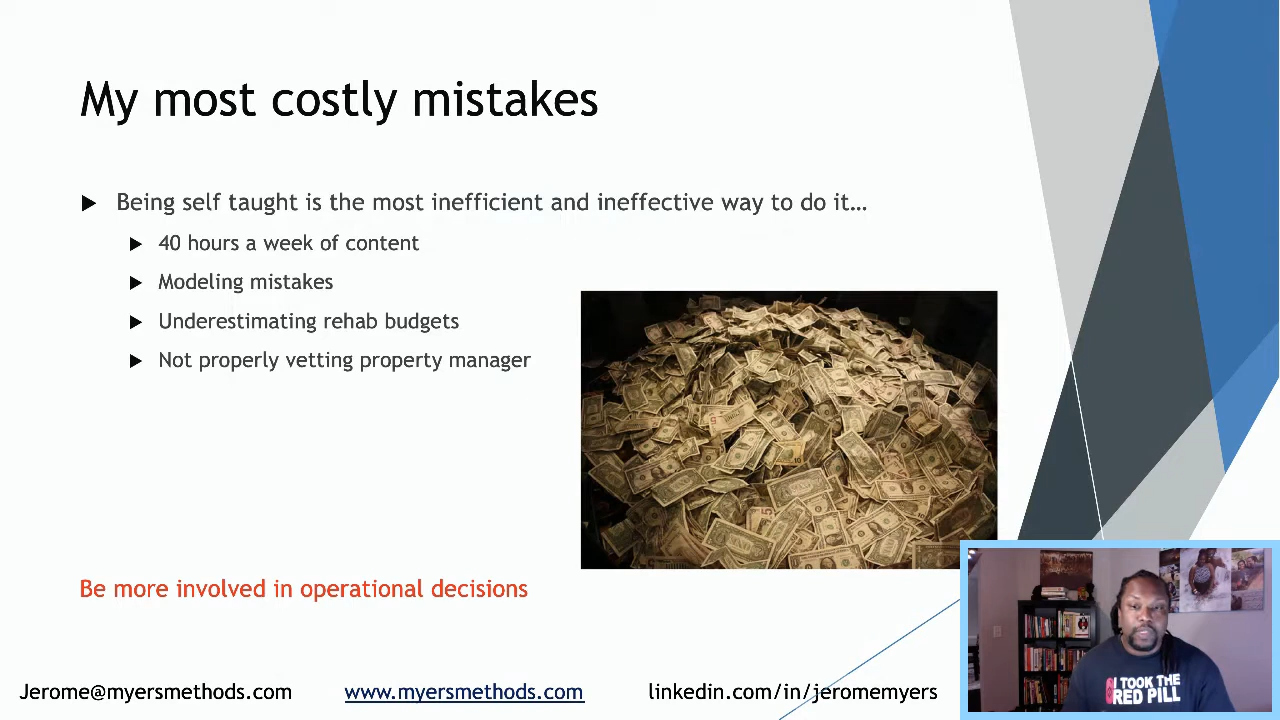 My most costly mistakes
Being self taught is the most inefficient and ineffective way to do it…
40 hours a week of content
Modeling mistakes
Underestimating rehab budgets
Not properly vetting property manager
Be more involved in operational decisions
Jerome@myersmethods.com
www.myersmethods.com
linkedin.com/in/jeromemyers
I TOOK THE
RED PILL